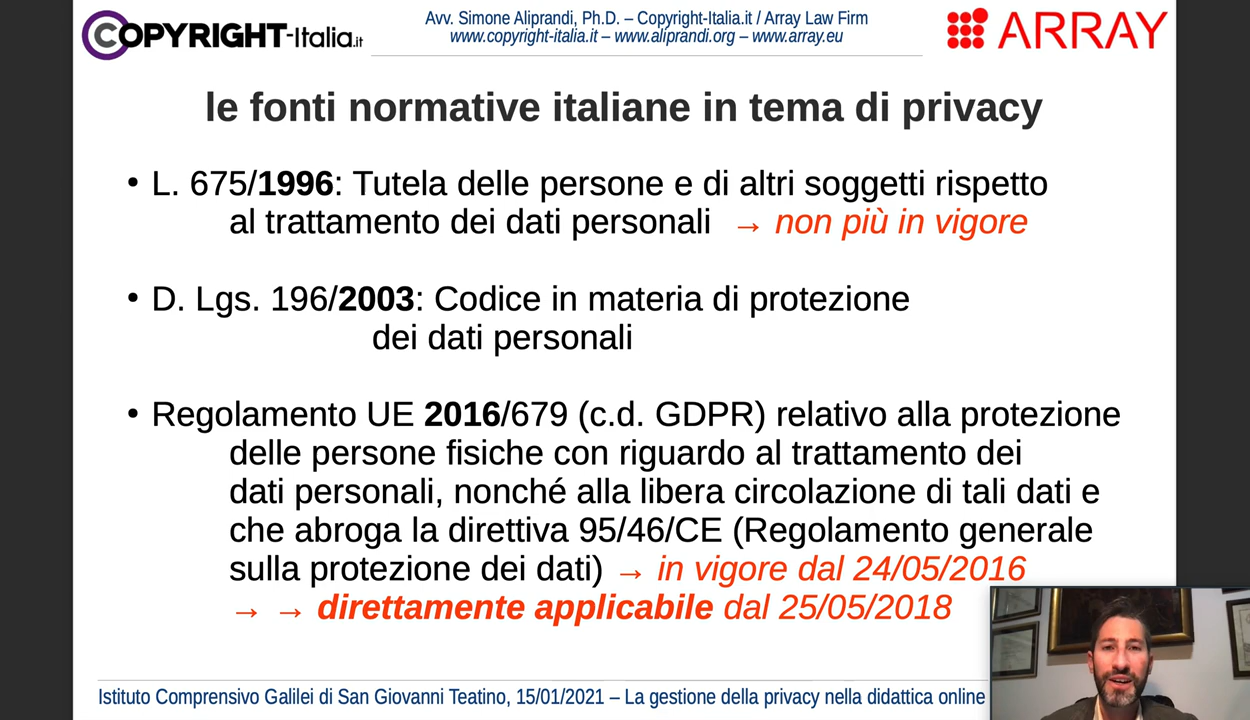 COPYRIGHT-Italia.it
Avv. Simone Aliprandi, Ph.D. – Copyright-Italia.it / Array Law Firm
www.copyright-italia.it – www.aliprandi.org – www.array.eu
ARRAY
le fonti normative italiane in tema di privacy
• L. 675/1996: Tutela delle persone e di altri soggetti rispetto
al trattamento dei dati personali → non più in vigore
• D. Lgs. 196/2003: Codice in materia di protezione
dei dati personali
• Regolamento UE 2016/679 (c.d. GDPR) relativo alla protezione
delle persone fisiche con riguardo al trattamento dei
dati personali, nonché alla libera circolazione di tali dati e
che abroga la direttiva 95/46/CE (Regolamento generale
sulla protezione dei dati) → in vigore dal 24/05/2016
→ → direttamente applicabile dal 25/05/2018
Istituto Comprensivo Galilei di San Giovanni Teatino, 15/01/2021 – La gestione della privacy nella didattica online